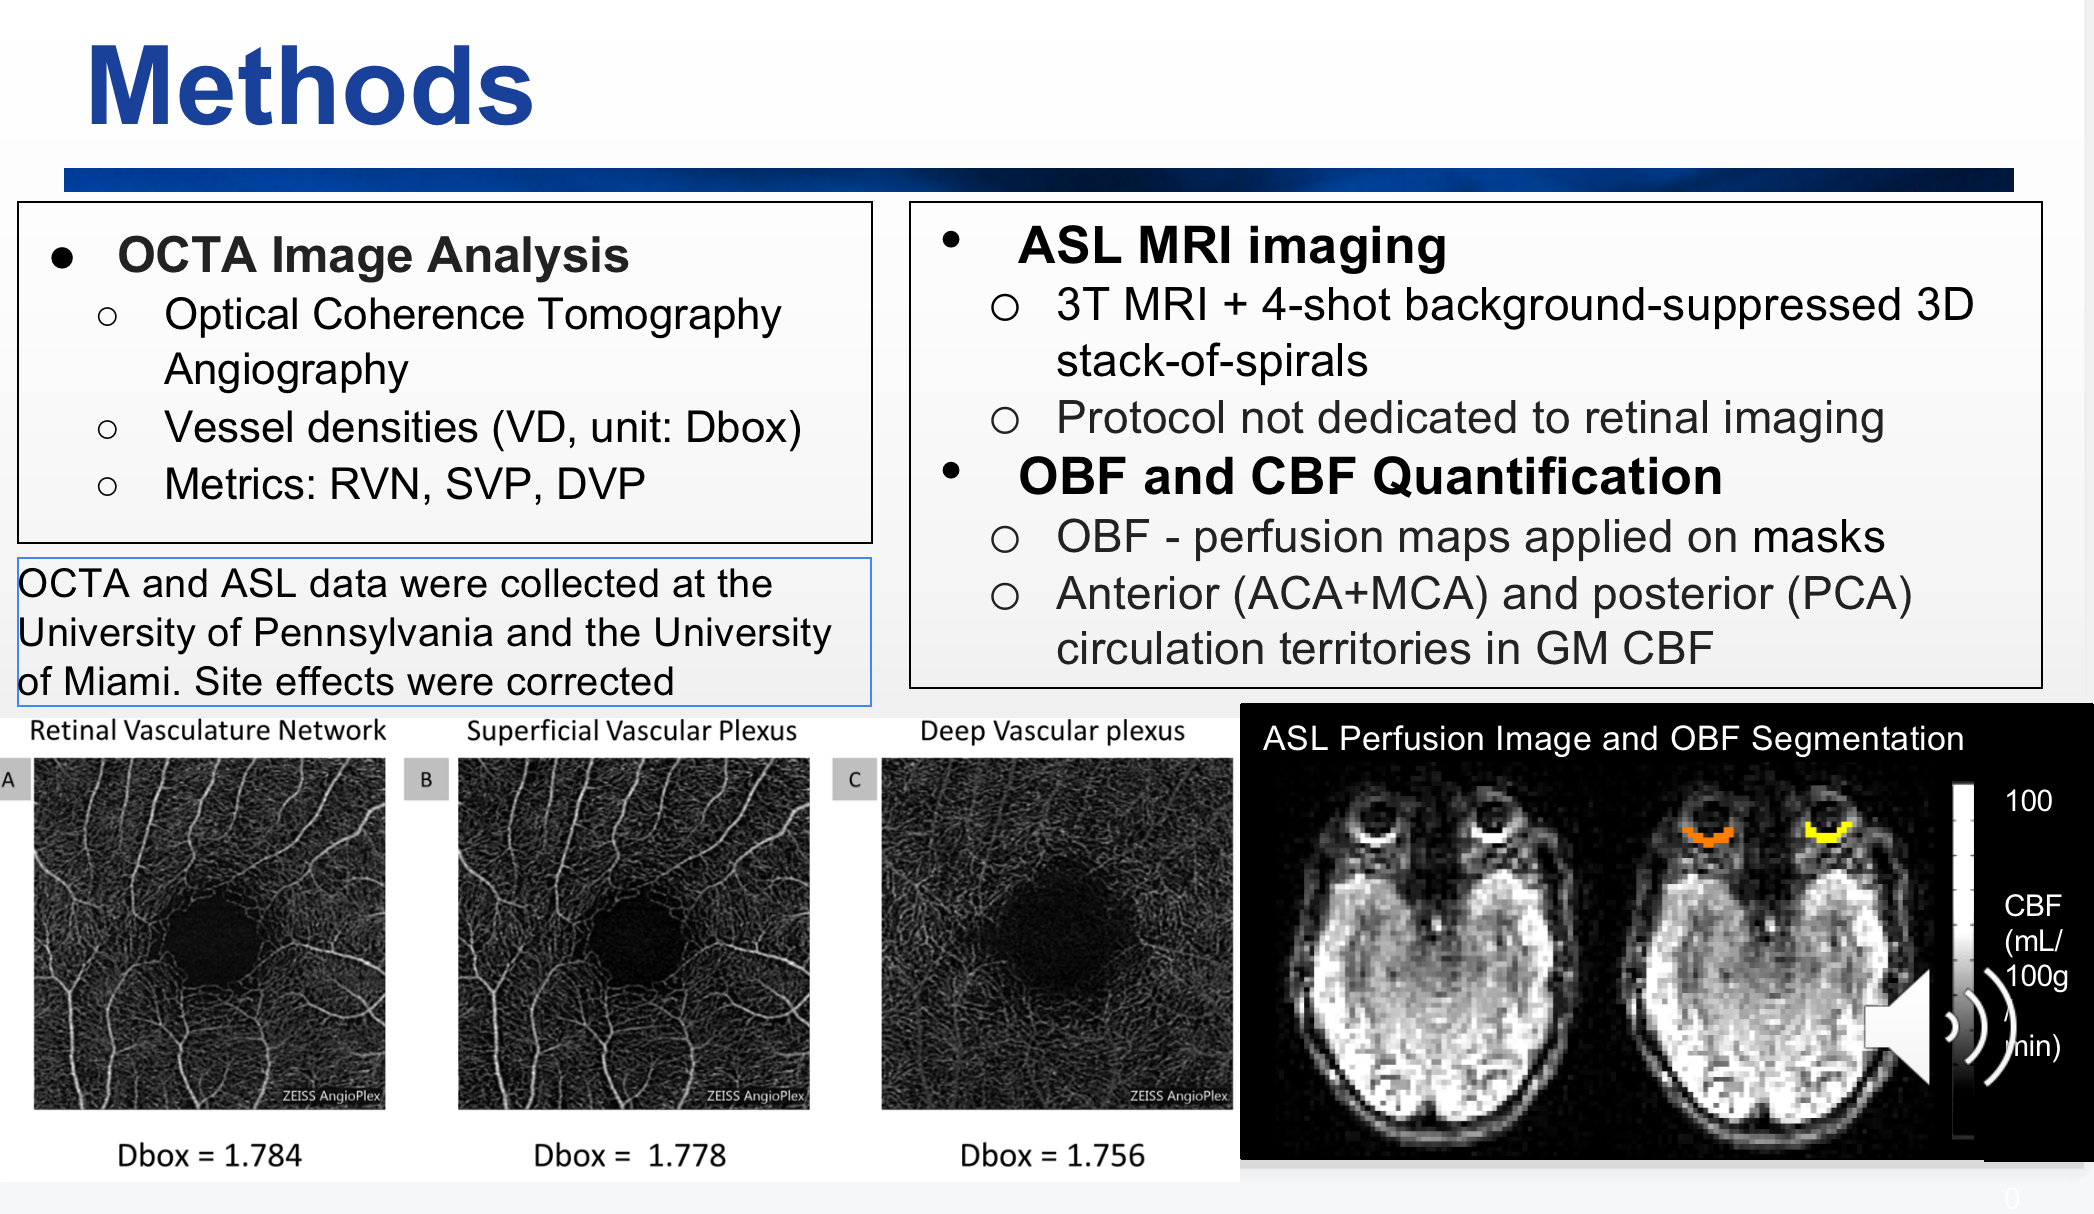 Methods
● OCTA Image Analysis
○ Optical Coherence Tomography
Angiography
○ Vessel densities (VD, unit: Dbox)
○ Metrics: RVN, SVP, DVP
OCTA and ASL data were collected at the
University of Pennsylvania and the University
of Miami. Site effects were corrected
• ASL MRI imaging
○ 3T MRI + 4-shot background-suppressed 3D
stack-of-spirals
○ Protocol not dedicated to retinal imaging
• OBF and CBF Quantification
○ OBF - perfusion maps applied on masks
○ Anterior (ACA+MCA) and posterior (PCA)
circulation territories in GM CBF
Retinal Vasculature Network
A
ZEISS AngioPlex
Dbox = 1.784
Superficial Vascular Plexus
B
ZEISS AngioPlex
Dbox = 1.778
Deep Vascular plexus
C
ZEISS AngioPlex
Dbox = 1.756
ASL Perfusion Image and OBF Segmentation
100
CBF
(mL/
100g
/
min)
0